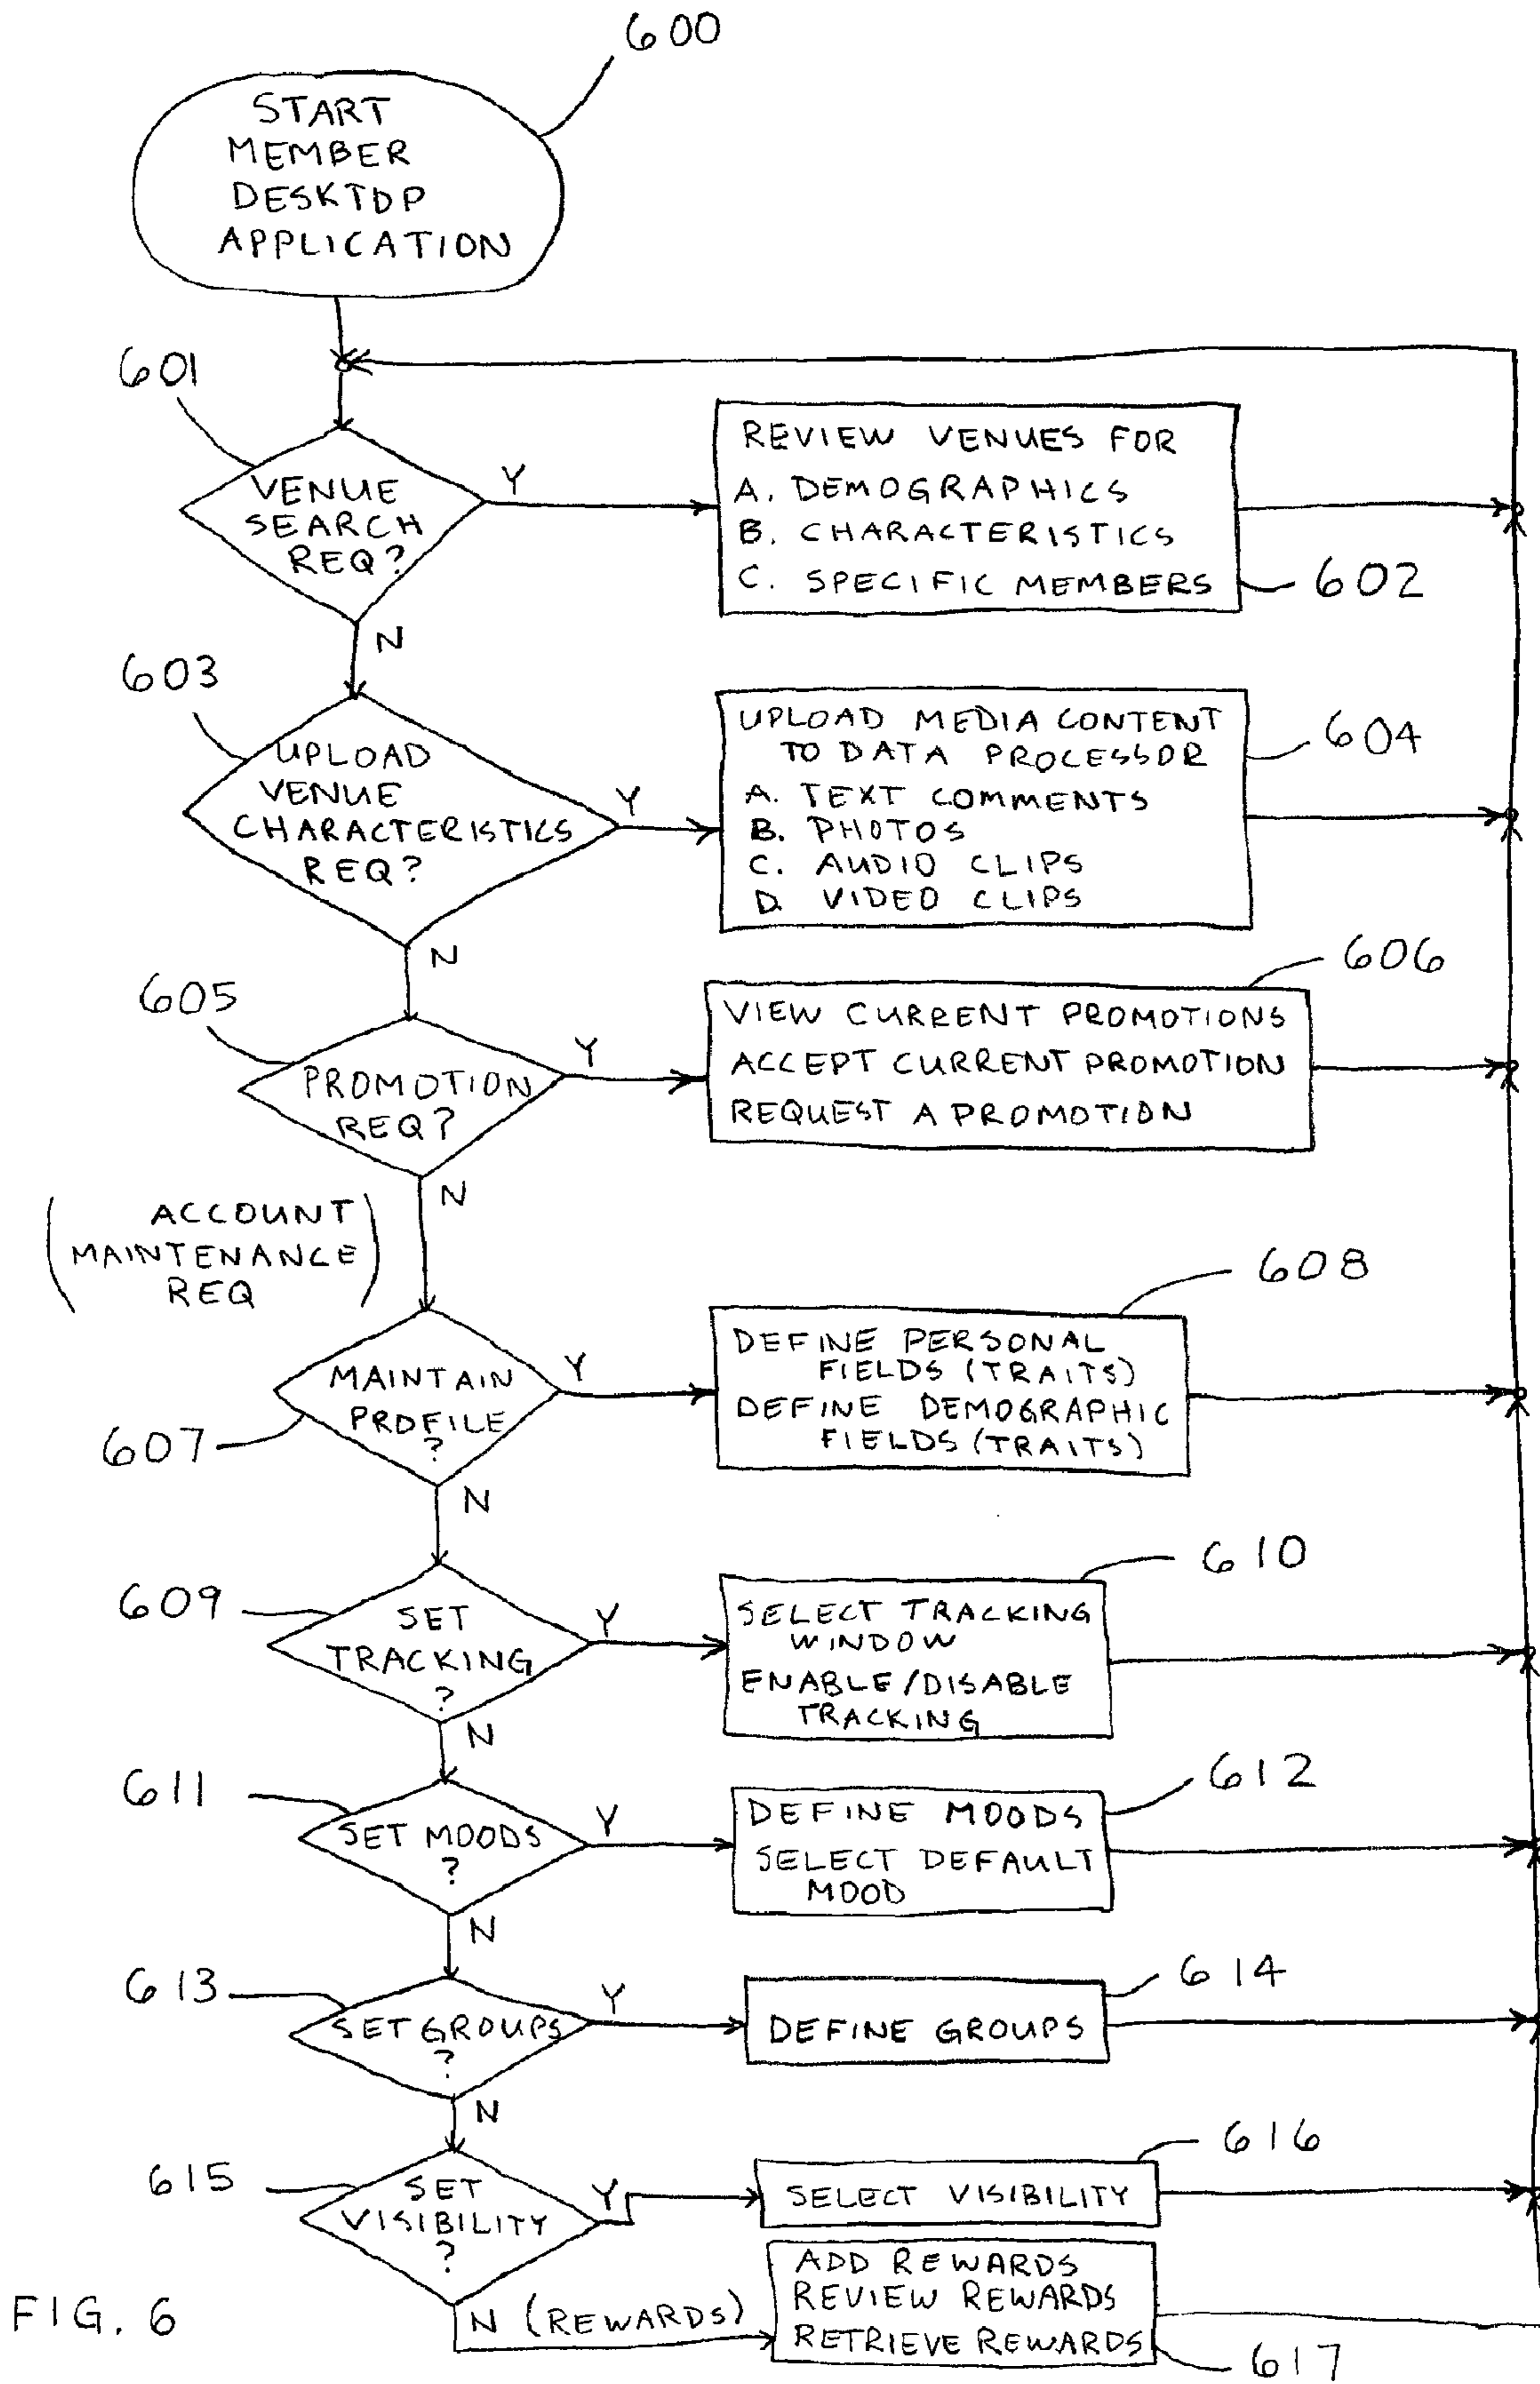 600
START
MEMBER
DESKTOP
APPLICATION
601
VENUE
SEARCH
REQ?
Y
N
REVIEW VENUES FOR
A. DEMOGRAPHICS
B. CHARACTERISTICS
C. SPECIFIC MEMBERS
602
603
UPLOAD
VENUE
CHARACTERISTICS
REQ?
Y
N
UPLOAD MEDIA CONTENT
TO DATA PROCESSOR
A. TEXT COMMENTS
B. PHOTOS
C. AUDIO CLIPS
D. VIDEO CLIPS
604
605
PROMOTION
REQ?
Y
N
VIEW CURRENT PROMOTIONS
ACCEPT CURRENT PROMOTION
REQUEST A PROMOTION
606
(ACCOUNT
MAINTENANCE
REQ)
607
MAINTAIN
PROFILE
?
Y
N
DEFINE PERSONAL
FIELDS (TRAITS)
DEFINE DEMOGRAPHIC
FIELDS (TRAITS)
608
609
SET
TRACKING
?
Y
N
SELECT TRACKING
WINDOW
ENABLE/DISABLE
TRACKING
610
611
SET MOODS
?
Y
N
DEFINE MOODS
SELECT DEFAULT
MOOD
612
613
SET GROUPS
?
Y
N
DEFINE GROUPS
614
615
SET
VISIBILITY
?
Y
SELECT VISIBILITY
616
N (REWARDS)
ADD REWARDS
REVIEW REWARDS
RETRIEVE REWARDS
617
FIG. 6